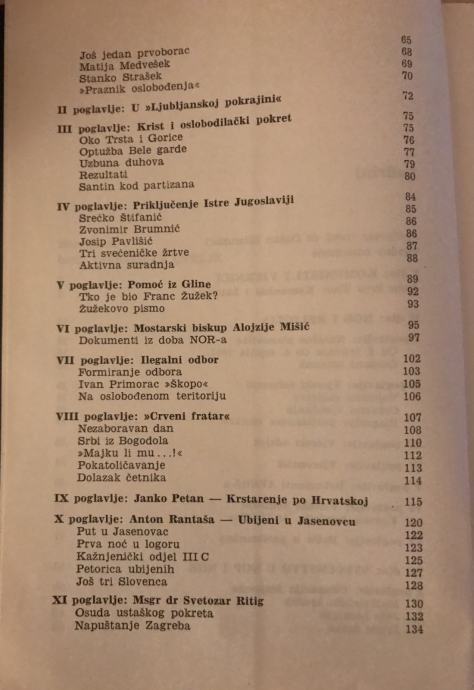 Još jedan prvoborac 65
Matija Medvešek 68
Stanko Strašek 69
»Praznik oslobođenja« 70
II poglavlje: U »Ljubljanskoj pokrajini« 72
III poglavlje: Krist i oslobodilački pokret 75
Oko Trsta i Gorice 75
Optužba Bele garde 76
Uzbuna duhova 77
Rezultati 79
Santin kod partizana 80
IV poglavlje: Priključenje Istre Jugoslaviji 84
Srećko Štifanić 85
Zvonimir Brumnić 86
Josip Pavlišić 86
Tri svećeničke žrtve 87
Aktivna suradnja 88
V poglavlje: Pomoć iz Gline 89
Tko je bio Franc Žužek? 92
Žužekovo pismo 93
VI poglavlje: Mostarski biskup Alojzije Mišić 95
Dokumenti iz doba NOR-a 97
VII poglavlje: Ilegalni odbor 102
Formiranje odbora 103
Ivan Primorac »Škopo« 105
Na oslobođenom teritoriju 106
VIII poglavlje: »Crveni fratar« 107
Nezaboravan dan 108
Srbi iz Bogodola 110
»Majku li mu . . .!« 112
Pokatoličavanje 113
Dolazak četnika 114
IX poglavlje: Janko Petan — Krstarenje po Hrvatskoj 115
X poglavlje: Anton Rantaša — Ubijeni u Jasenovcu 120
Put u Jasenovac 122
Prva noć u logoru 123
Kažnjenički odjel III C 125
Petorica ubijenih 127
Još tri Slovenca 128
XI poglavlje: Msgr dr Svetozar Ritig 130
Osuda ustaškog pokreta 132
Napuštanje Zagreba 134